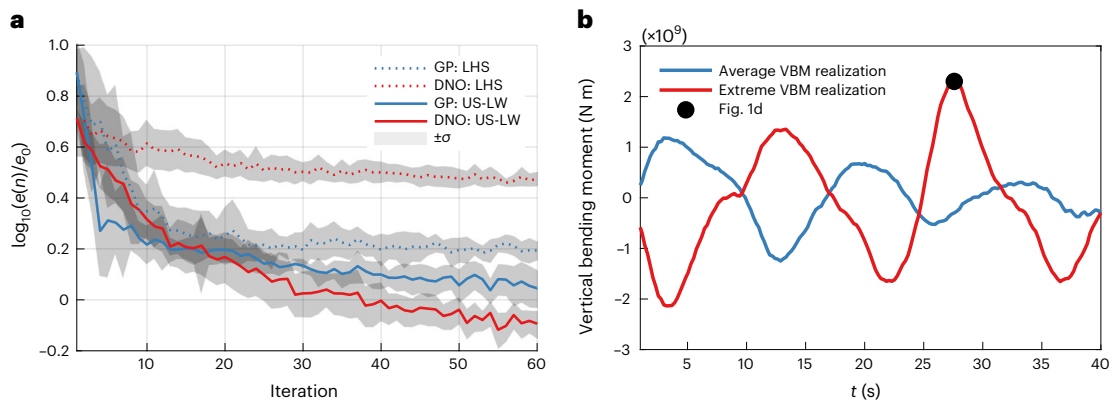 a
1.0
0.8
0.6
0.4
0.2
0
–0.2
log10(e(n)/e0)
GP: LHS
DNO: LHS
GP: US-LW
DNO: US-LW
±σ
10 20 30 40 50 60
Iteration
b
(×10⁹)
3
2
1
0
–1
–2
–3
Vertical bending moment (N m)
Average VBM realization
Extreme VBM realization
Fig. 1d
5 10 15 20 25 30 35 40
t (s)